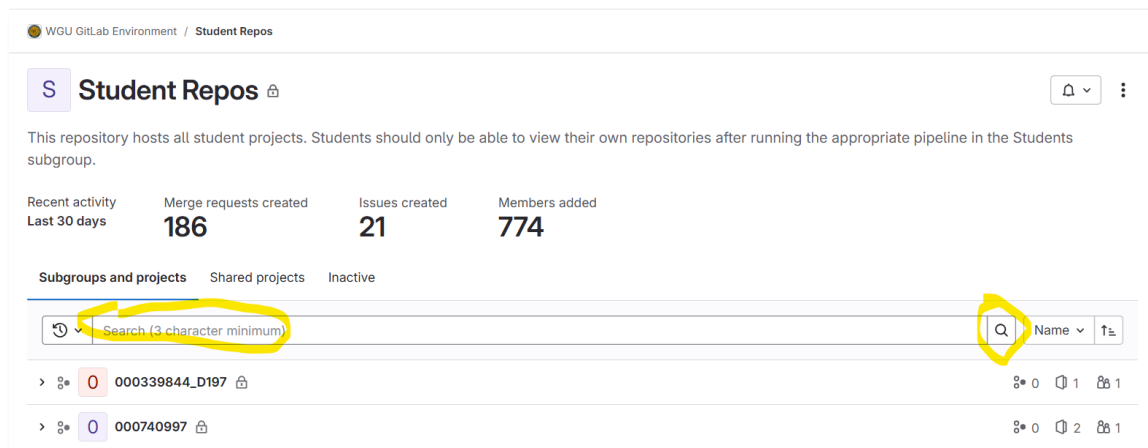 WGU GitLab Environment / Student Repos
S Student Repos
This repository hosts all student projects. Students should only be able to view their own repositories after running the appropriate pipeline in the Students
subgroup.
Recent activity Merge requests created Issues created Members added
Last 30 days 186 21 774
Subgroups and projects Shared projects Inactive
Search (3 character minimum) Name
0 000339844_D197 0 1 1
0 000740997 0 2 1